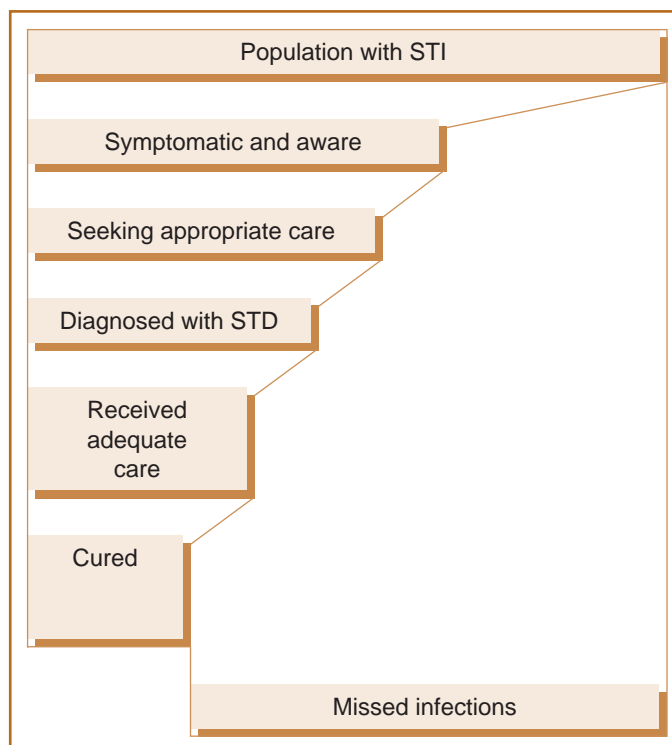 Population with STI
Symptomatic and aware
Seeking appropriate care
Diagnosed with STD
Received
adequate
care
Cured
Missed infections